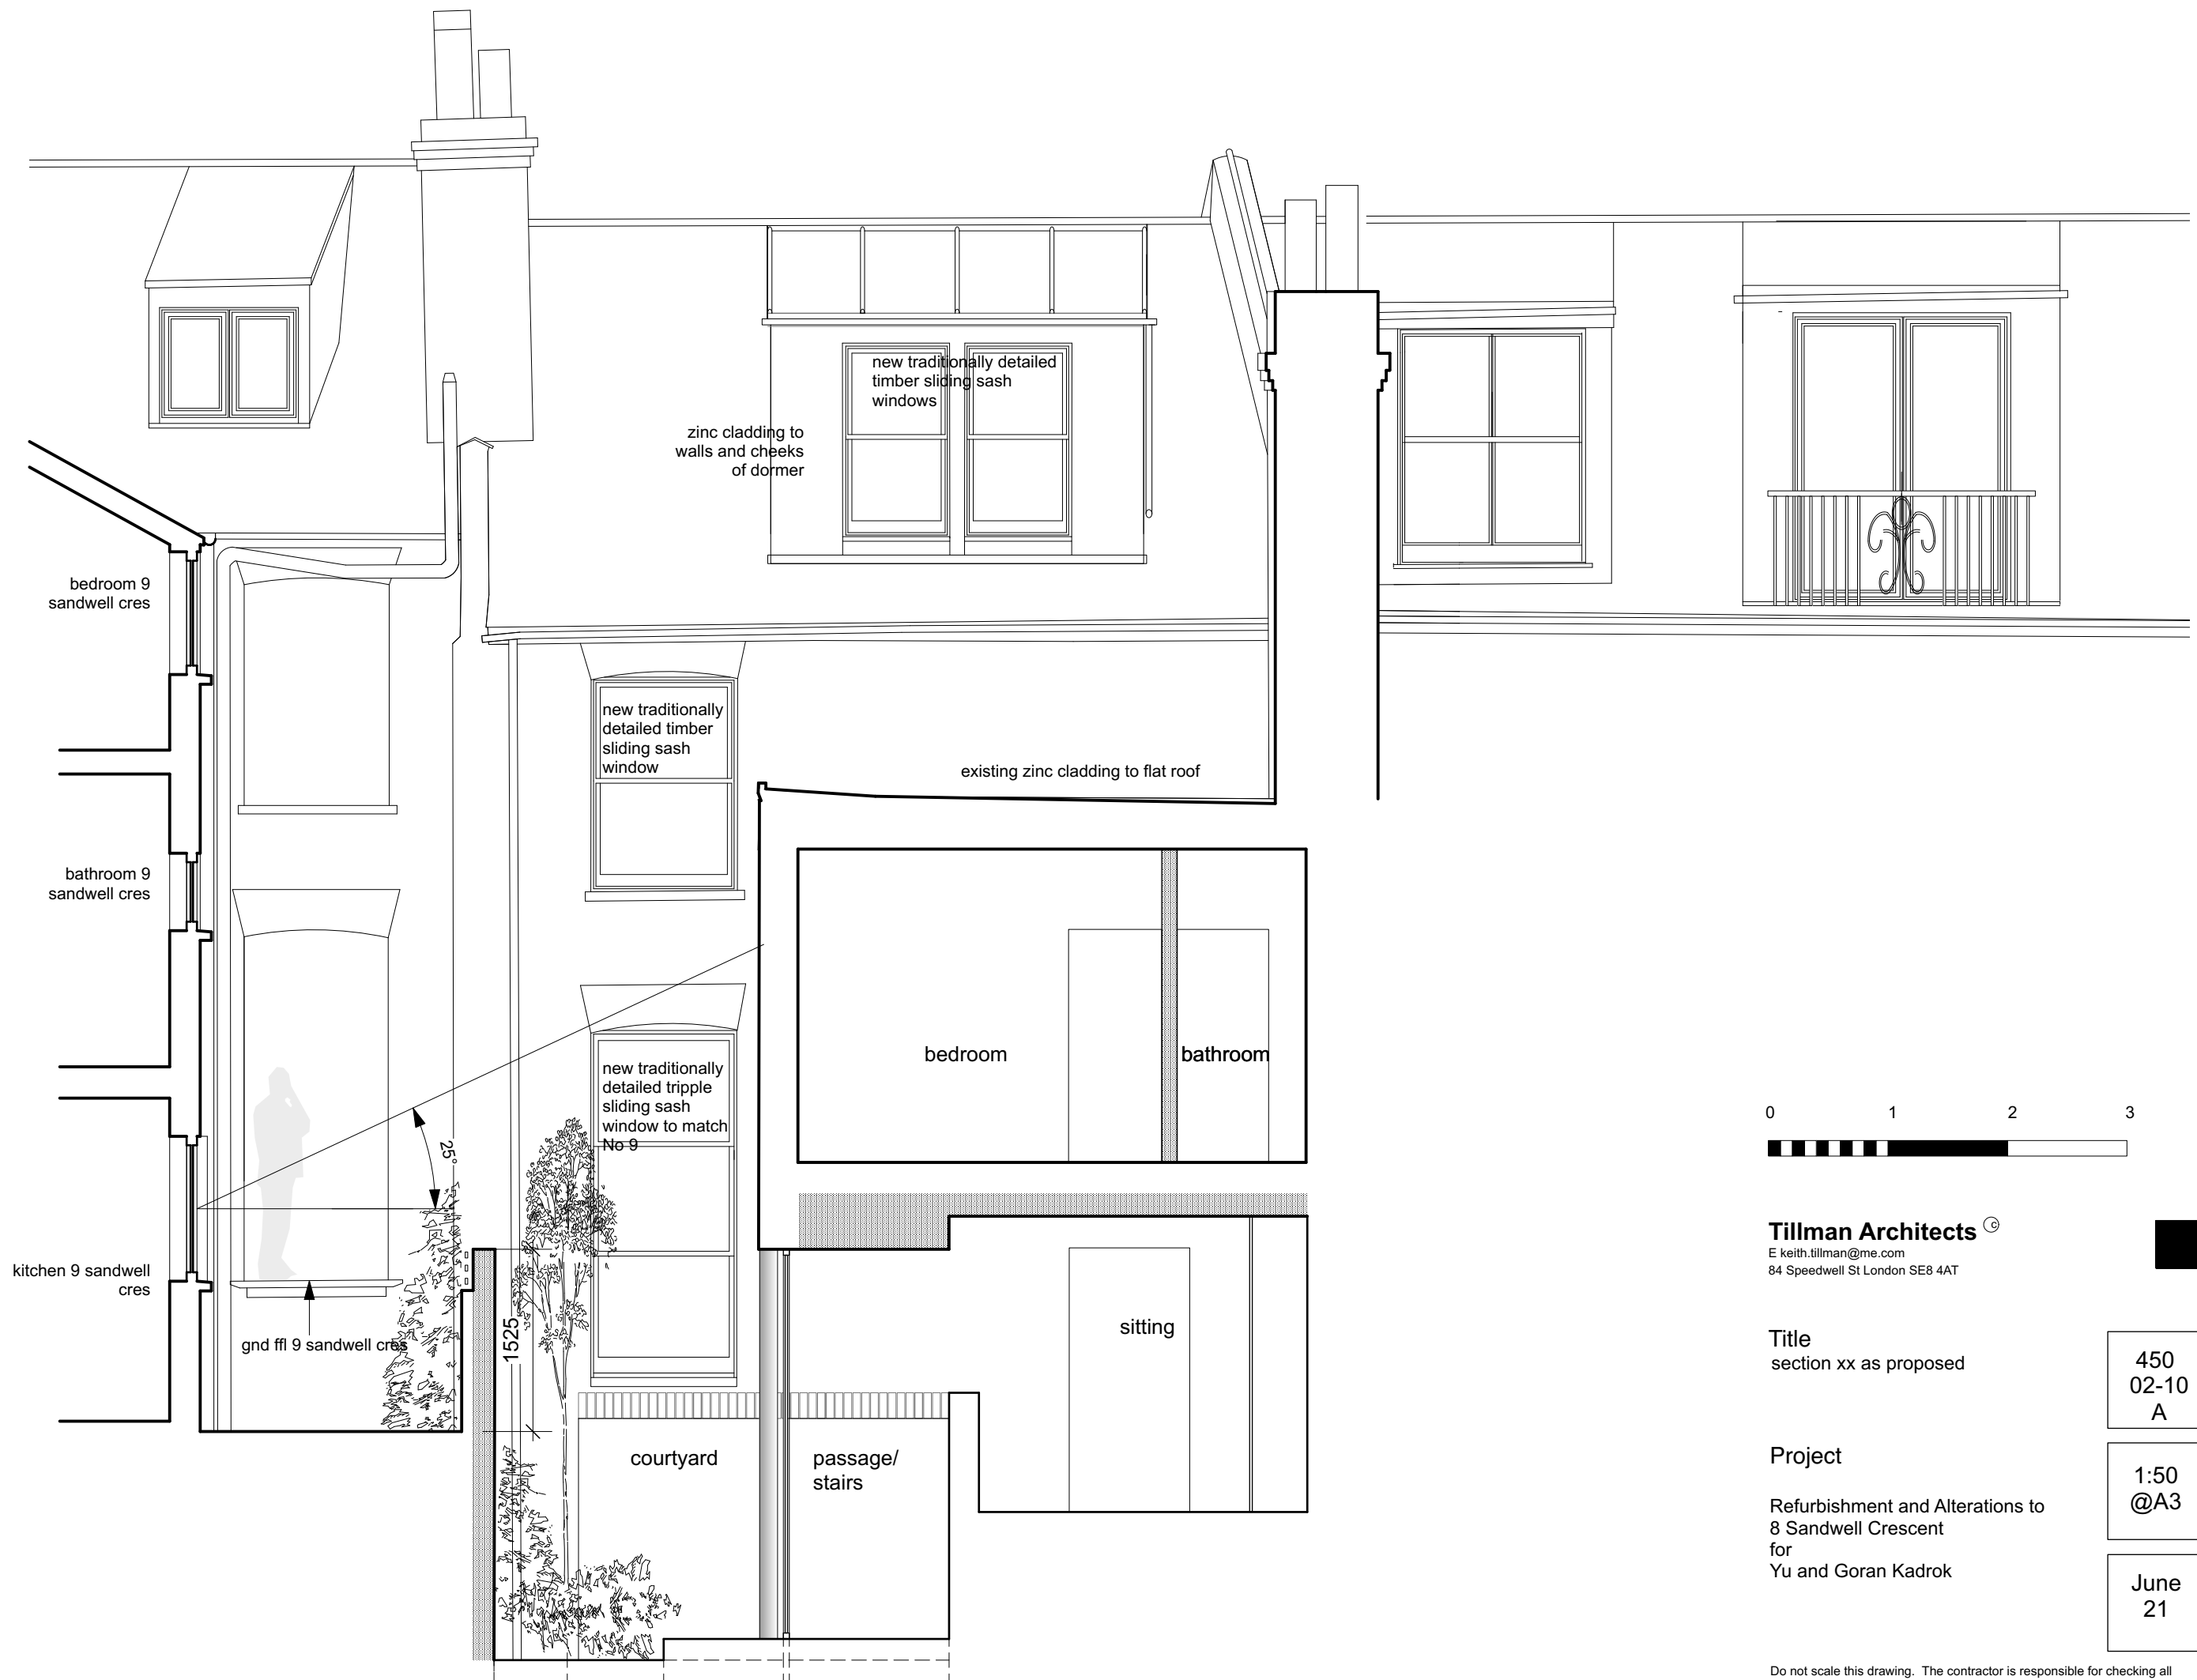 new traditionally detailed
timber sliding sash
windows
zinc cladding to
walls and cheeks
of dormer
bedroom 9
sandwell cres
new traditionally
detailed timber
sliding sash
window
existing zinc cladding to flat roof
bathroom 9
sandwell cres
bedroom
bathroom
new traditionally
detailed tripple
sliding sash
window to match
No 9
25°
kitchen 9 sandwell
cres
gnd ffl 9 sandwell cres
1525
sitting
courtyard
passage/
stairs
0 1 2 3
Tillman Architects ©
E keith.tillman@me.com
84 Speedwell St London SE8 4AT
Title
section xx as proposed
450
02-10
A
Project
1:50
@A3
Refurbishment and Alterations to
8 Sandwell Crescent
for
Yu and Goran Kadrok
June
21
Do not scale this drawing. The contractor is responsible for checking all